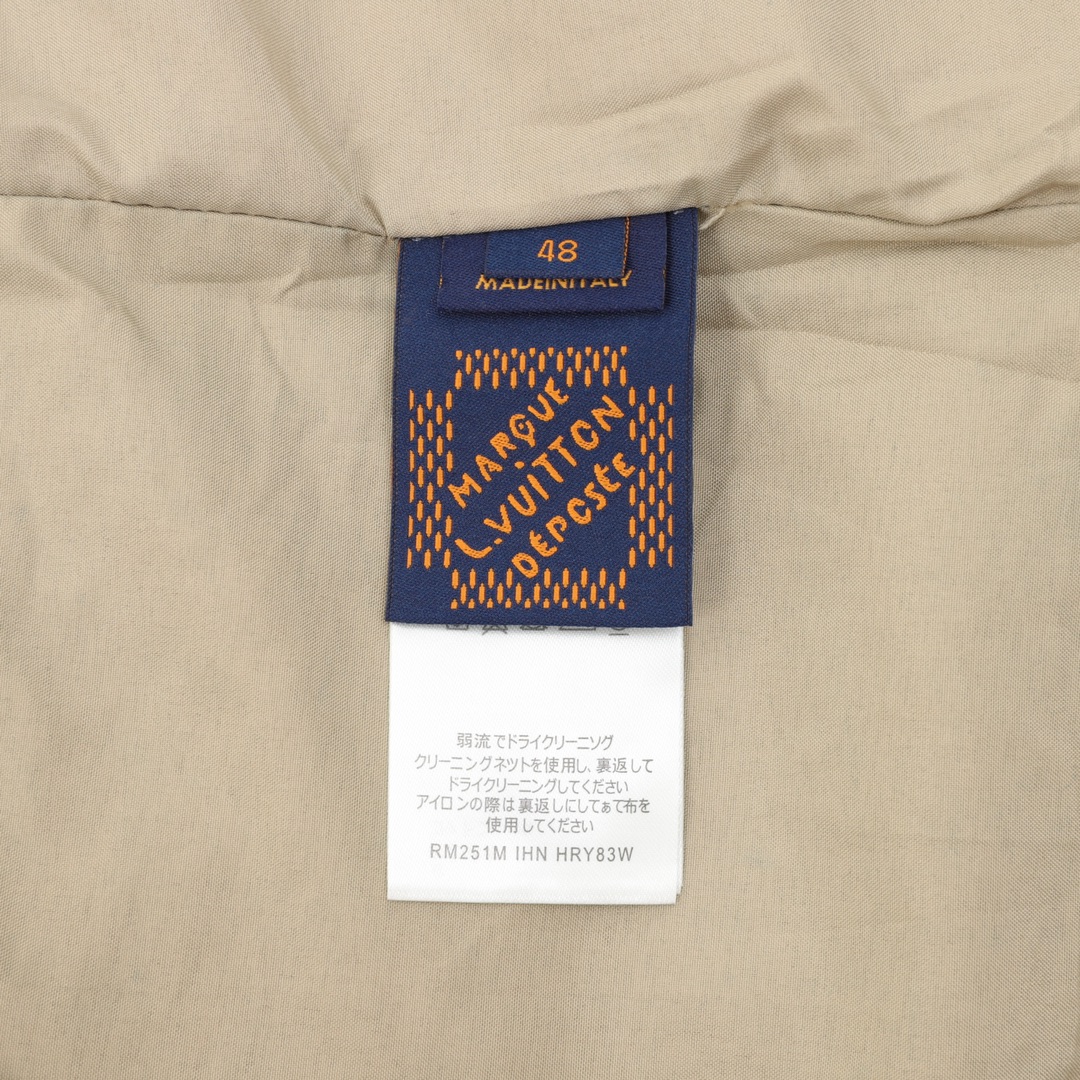 48
MADEINITALY
MARQUE
L.VUITTON
DÉPOSÉE
弱流でドライクリーニソグ
クリーニングネットを使用し、裏返して
ドライクリーニングしてください
アイロンの際は裏返しにしてぁて布を
使用してください
RM251M IHN HRY83W